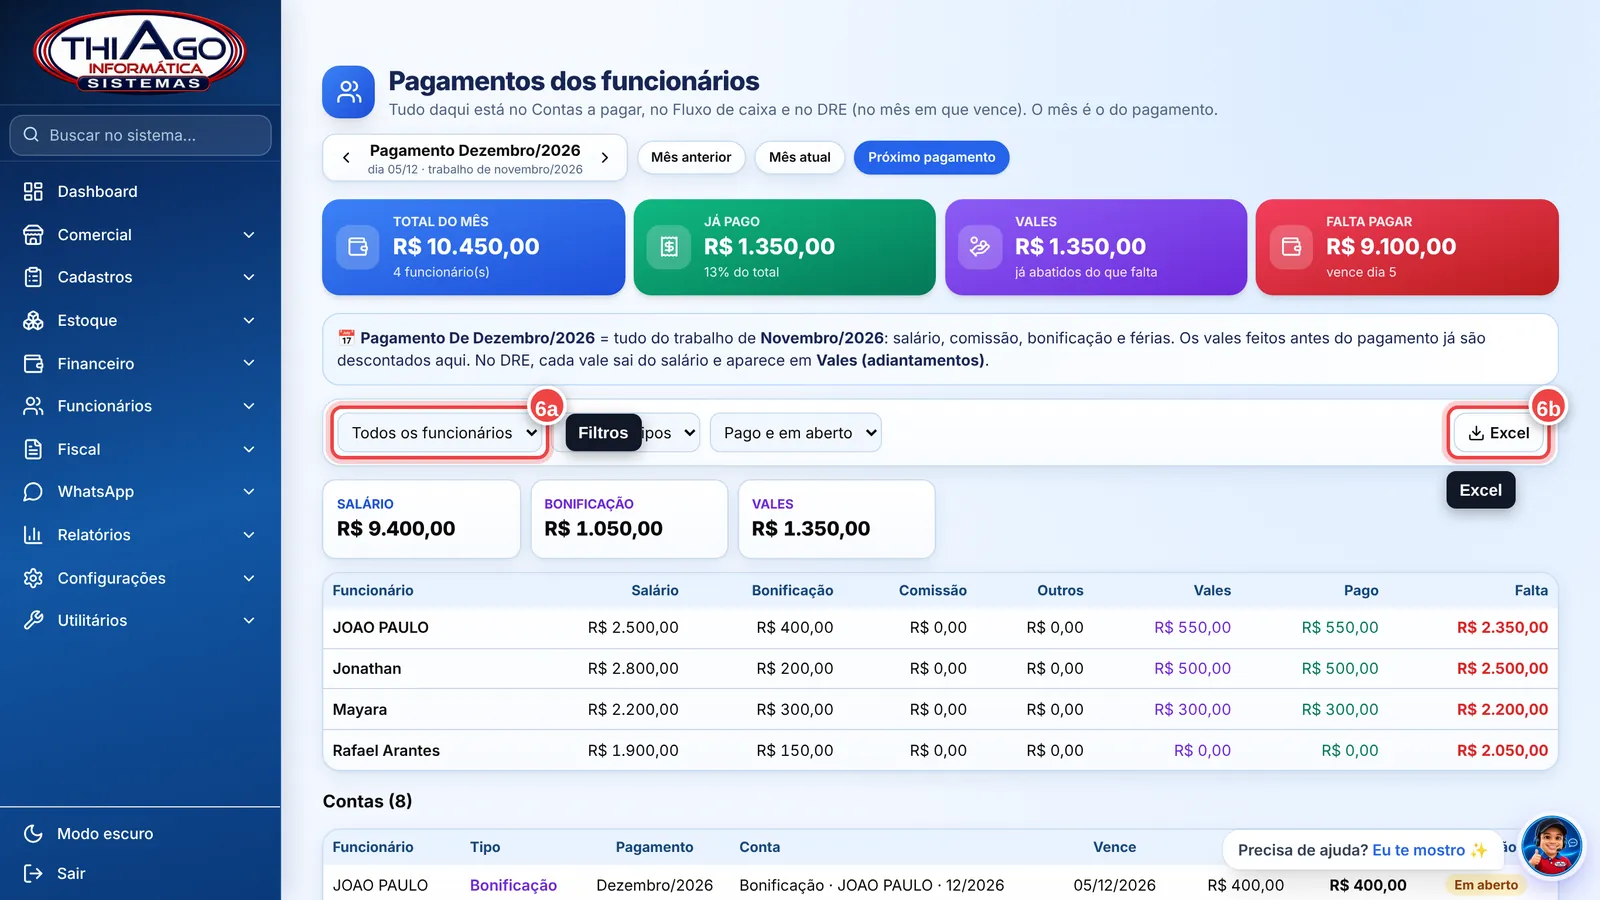 THIAGO
INFORMÁTICA
SISTEMAS
Buscar no sistema...
Dashboard
Comercial
Cadastros
Estoque
Financeiro
Funcionários
Fiscal
WhatsApp
Relatórios
Configurações
Utilitários
Modo escuro
Sair
Pagamentos dos funcionários
Tudo daqui está no Contas a pagar, no Fluxo de caixa e no DRE (no mês em que vence). O mês é o do pagamento.
Pagamento Dezembro/2026
dia 05/12 · trabalho de novembro/2026
Mês anterior
Mês atual
Próximo pagamento
TOTAL DO MÊS
R$ 10.450,00
4 funcionário(s)
JÁ PAGO
R$ 1.350,00
13% do total
VALES
R$ 1.350,00
já abatidos do que falta
FALTA PAGAR
R$ 9.100,00
vence dia 5
📅 Pagamento De Dezembro/2026 = tudo do trabalho de Novembro/2026: salário, comissão, bonificação e férias. Os vales feitos antes do pagamento já são
descontados aqui. No DRE, cada vale sai do salário e aparece em Vales (adiantamentos).
Todos os funcionários
6a
Filtros
ipos
Pago e em aberto
Excel
6b
Excel
SALÁRIO
R$ 9.400,00
BONIFICAÇÃO
R$ 1.050,00
VALES
R$ 1.350,00
Funcionário Salário Bonificação Comissão Outros Vales Pago Falta
JOAO PAULO R$ 2.500,00 R$ 400,00 R$ 0,00 R$ 0,00 R$ 550,00 R$ 550,00 R$ 2.350,00
Jonathan R$ 2.800,00 R$ 200,00 R$ 0,00 R$ 0,00 R$ 500,00 R$ 500,00 R$ 2.500,00
Mayara R$ 2.200,00 R$ 300,00 R$ 0,00 R$ 0,00 R$ 300,00 R$ 300,00 R$ 2.200,00
Rafael Arantes R$ 1.900,00 R$ 150,00 R$ 0,00 R$ 0,00 R$ 0,00 R$ 0,00 R$ 2.050,00
Contas (8)
Funcionário Tipo Pagamento Conta Vence
Precisa de ajuda? Eu te mostro ✨
JOAO PAULO Bonificação Dezembro/2026 Bonificação · JOAO PAULO · 12/2026 05/12/2026 R$ 400,00 R$ 400,00 Em aberto